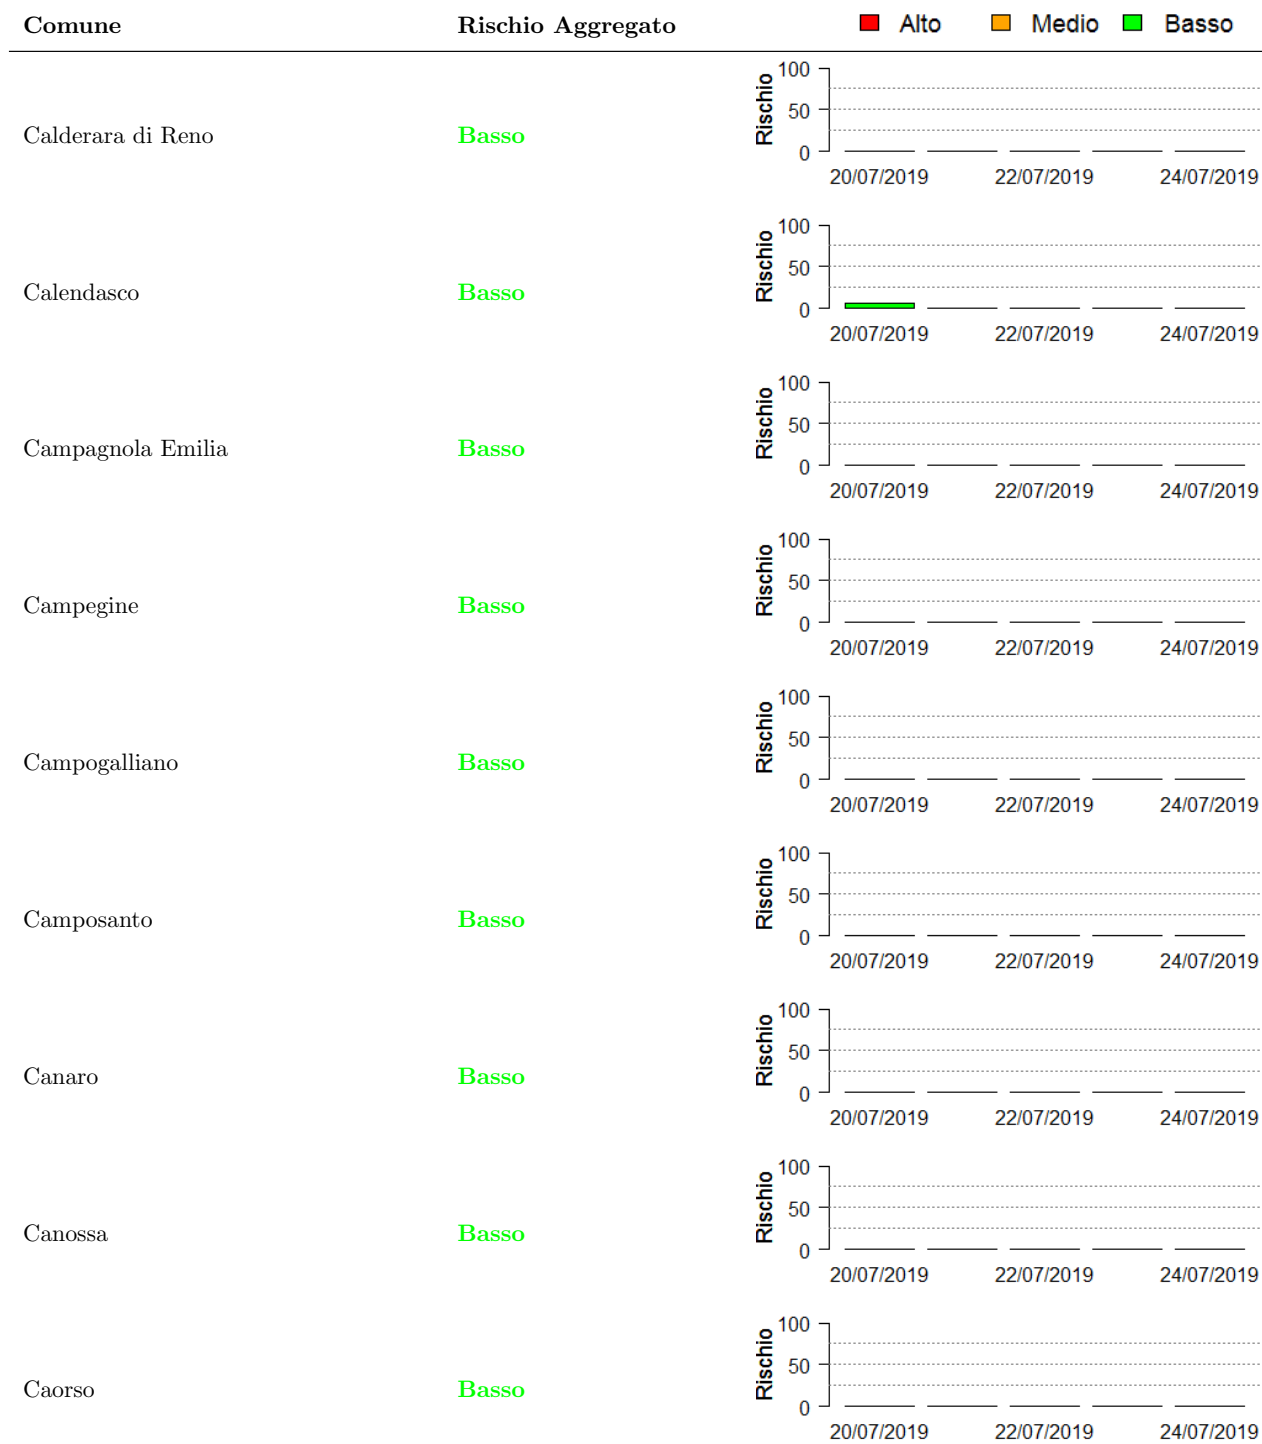 Comune Rischio Aggregato Alto Medio Basso
100
50
0
Rischio
Calderara di Reno Basso
20/07/2019 22/07/2019 24/07/2019
100
50
0
Rischio
Calendasco Basso
20/07/2019 22/07/2019 24/07/2019
100
50
0
Rischio
Campagnola Emilia Basso
20/07/2019 22/07/2019 24/07/2019
100
50
0
Rischio
Campegine Basso
20/07/2019 22/07/2019 24/07/2019
100
50
0
Rischio
Campogalliano Basso
20/07/2019 22/07/2019 24/07/2019
100
50
0
Rischio
Camposanto Basso
20/07/2019 22/07/2019 24/07/2019
100
50
0
Rischio
Canaro Basso
20/07/2019 22/07/2019 24/07/2019
100
50
0
Rischio
Canossa Basso
20/07/2019 22/07/2019 24/07/2019
100
50
0
Rischio
Caorso Basso
20/07/2019 22/07/2019 24/07/2019